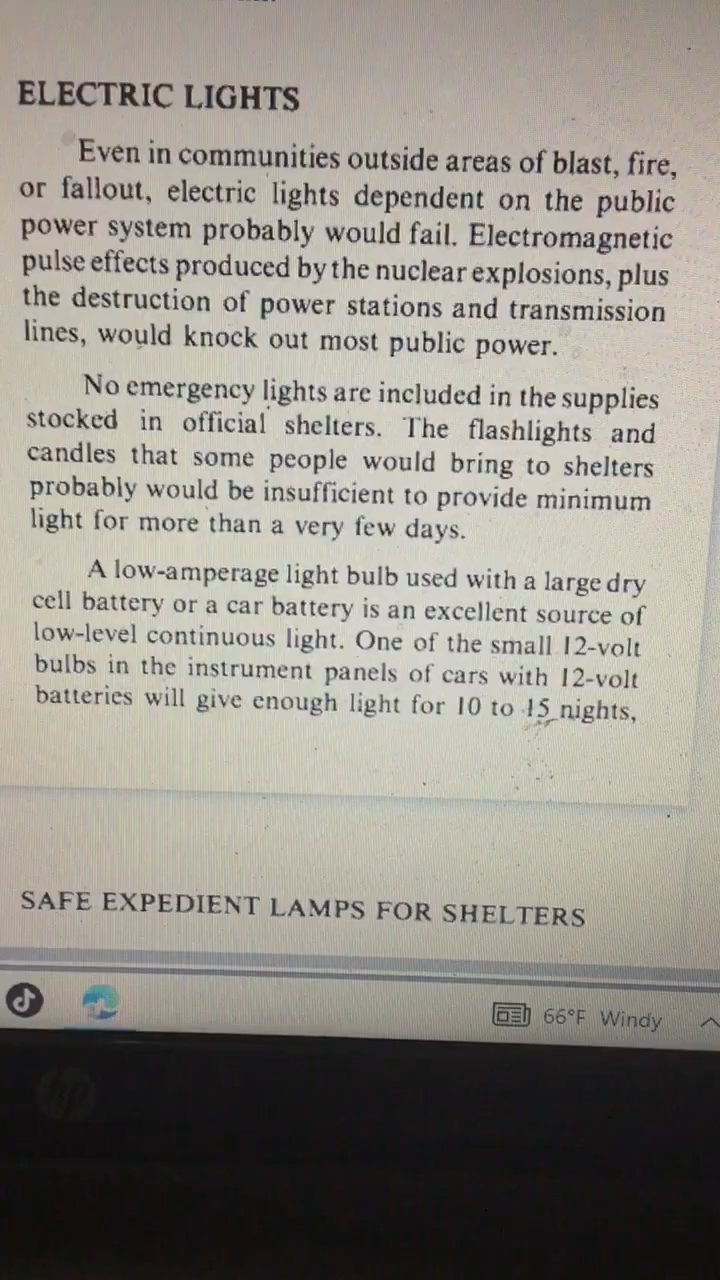 ELECTRIC LIGHTS
Even in communities outside areas of blast, fire,
or fallout, electric lights dependent on the public
power system probably would fail. Electromagnetic
pulse effects produced by the nuclear explosions, plus
the destruction of power stations and transmission
lines, would knock out most public power.
No emergency lights are included in the supplies
stocked in official shelters. The flashlights and
candles that some people would bring to shelters
probably would be insufficient to provide minimum
light for more than a very few days.
A low-amperage light bulb used with a large dry
cell battery or a car battery is an excellent source of
low-level continuous light. One of the small 12-volt
bulbs in the instrument panels of cars with 12-volt
batteries will give enough light for 10 to 15 nights,
SAFE EXPEDIENT LAMPS FOR SHELTERS
66°F Windy
hp